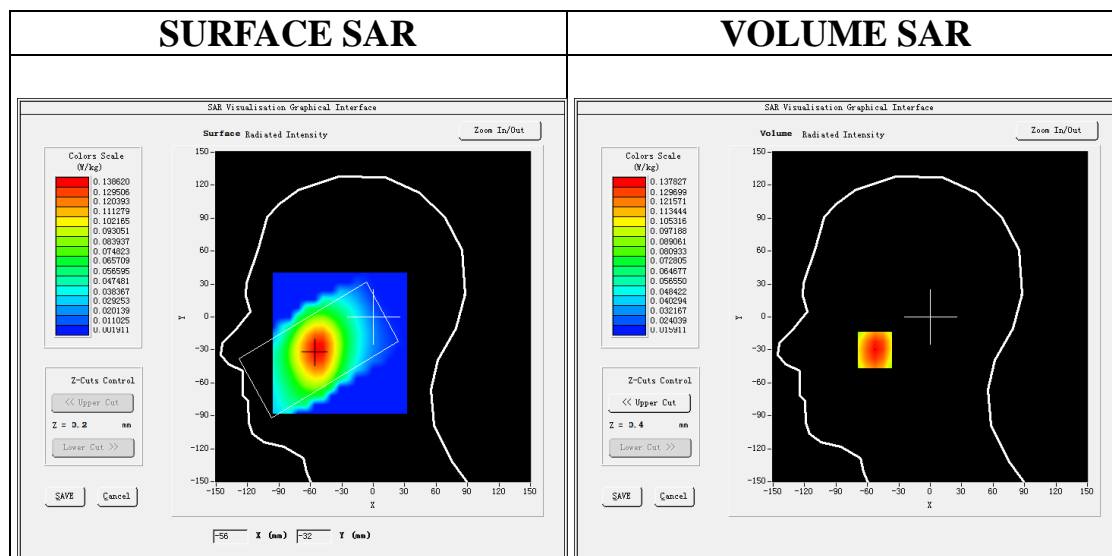 SURFACE SAR
VOLUME SAR
SAR Visualisation Graphical Interface
Surface Radiated Intensity
Zoom In/Out
Colors Scale
(W/kg)
0.138620
0.129506
0.120393
0.111279
0.102165
0.093051
0.083937
0.074823
0.065709
0.056595
0.047481
0.038367
0.029253
0.020139
0.011025
0.001911
150
120
90
60
30
0
-30
-60
-90
-120
-150
Y
-150 -120 -90 -60 -30 0 30 60 90 120 150
X
Z-Cuts Control
<< Upper Cut
Z = 0.2 mm
Lower Cut >>
SAVE Cancel
-56 X (mm) -32 Y (mm)
SAR Visualisation Graphical Interface
Volume Radiated Intensity
Zoom In/Out
Colors Scale
(W/kg)
0.137827
0.129699
0.121571
0.113444
0.105316
0.097188
0.089061
0.080933
0.072805
0.064677
0.056550
0.048422
0.040294
0.032167
0.024039
0.015911
150
120
90
60
30
0
-30
-60
-90
-120
-150
Y
-150 -120 -90 -60 -30 0 30 60 90 120 150
X
Z-Cuts Control
<< Upper Cut
Z = 0.4 mm
Lower Cut >>
SAVE Cancel